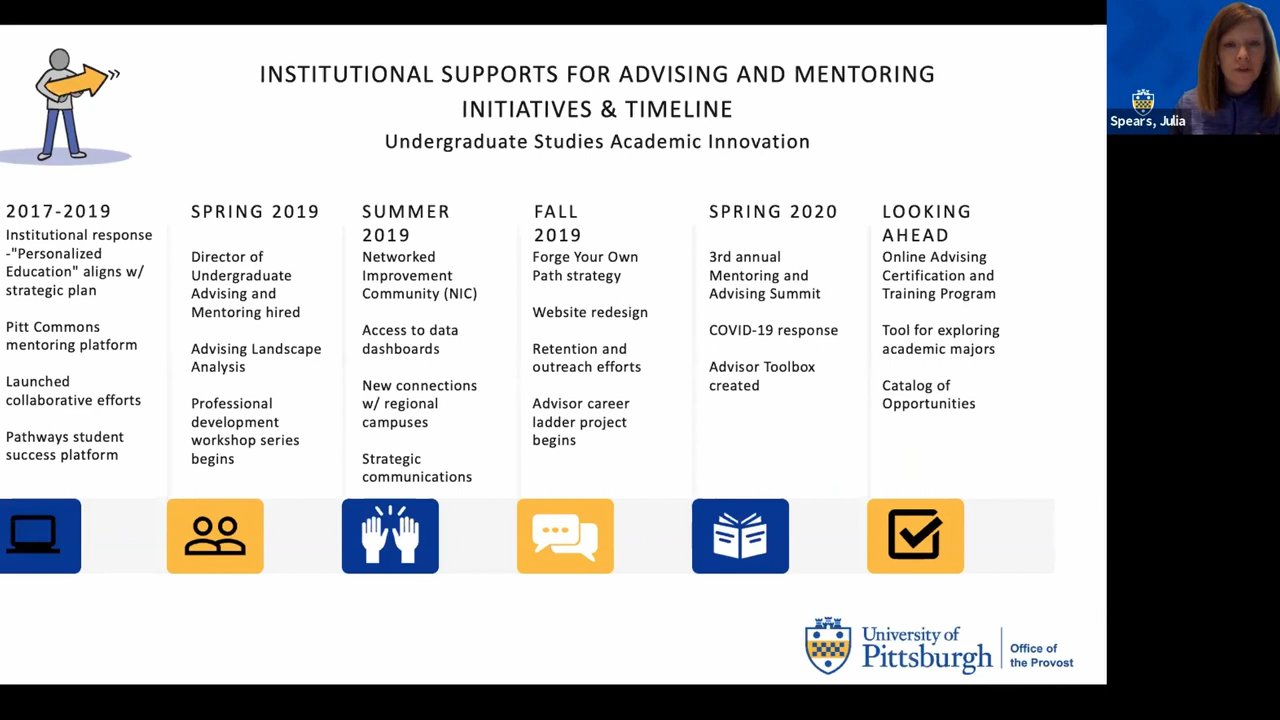 INSTITUTIONAL SUPPORTS FOR ADVISING AND MENTORING
INITIATIVES & TIMELINE
Undergraduate Studies Academic Innovation
Spears, Julia
2017-2019
Institutional response
-"Personalized
Education" aligns w/
strategic plan
Pitt Commons
mentoring platform
Launched
collaborative efforts
Pathways student
success platform
SPRING 2019
Director of
Undergraduate
Advising and
Mentoring hired
Advising Landscape
Analysis
Professional
development
workshop series
begins
SUMMER
2019
Networked
Improvement
Community (NIC)
Access to data
dashboards
New connections
w/ regional
campuses
Strategic
communications
FALL
2019
Forge Your Own
Path strategy
Website redesign
Retention and
outreach efforts
Advisor career
ladder project
begins
SPRING 2020
3rd annual
Mentoring and
Advising Summit
COVID-19 response
Advisor Toolbox
created
LOOKING
AHEAD
Online Advising
Certification and
Training Program
Tool for exploring
academic majors
Catalog of
Opportunities
University of
Pittsburgh
Office of
the Provost